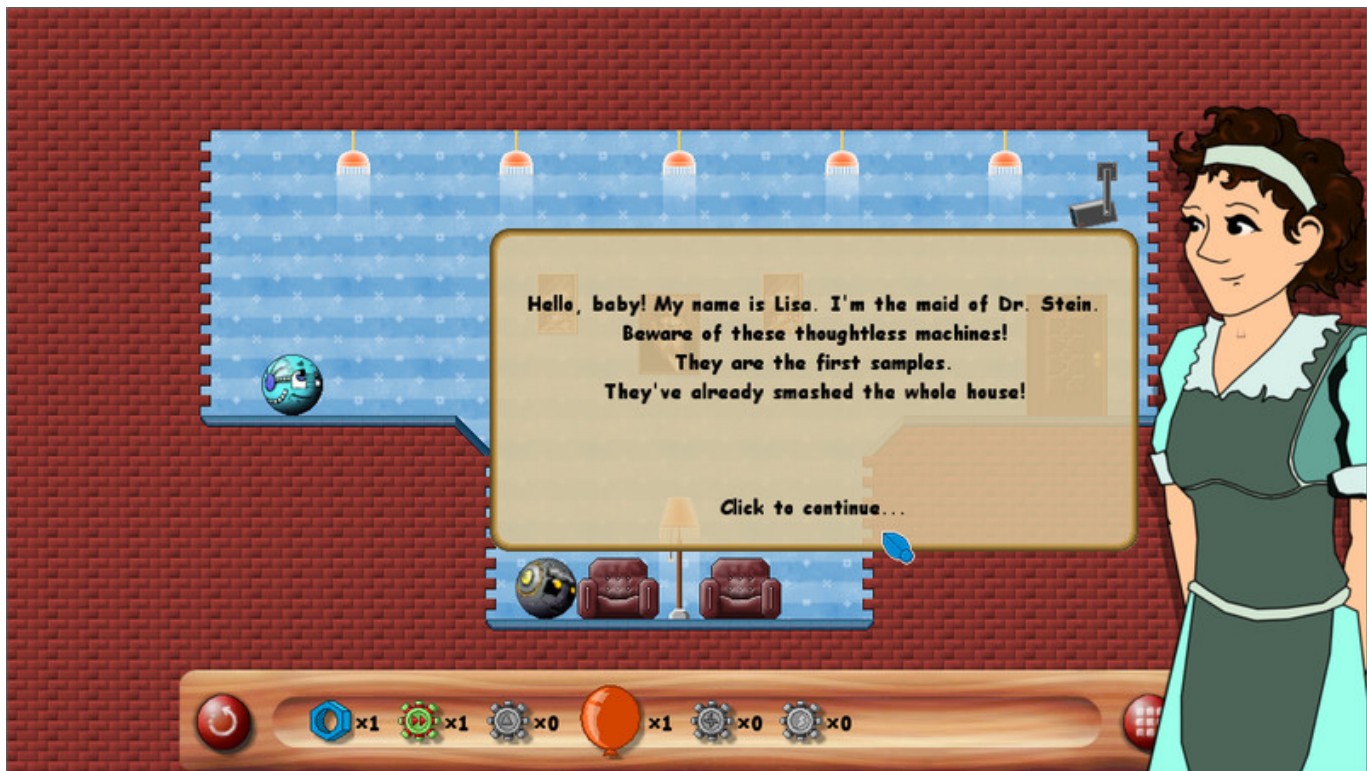 Hello, baby! My name is Lisa. I'm the maid of Dr. Stein.
Beware of these thoughtless machines!
They are the first samples.
They've already smashed the whole house!
Click to continue...
×1 ×1 ×0 ×1 ×0 ×0